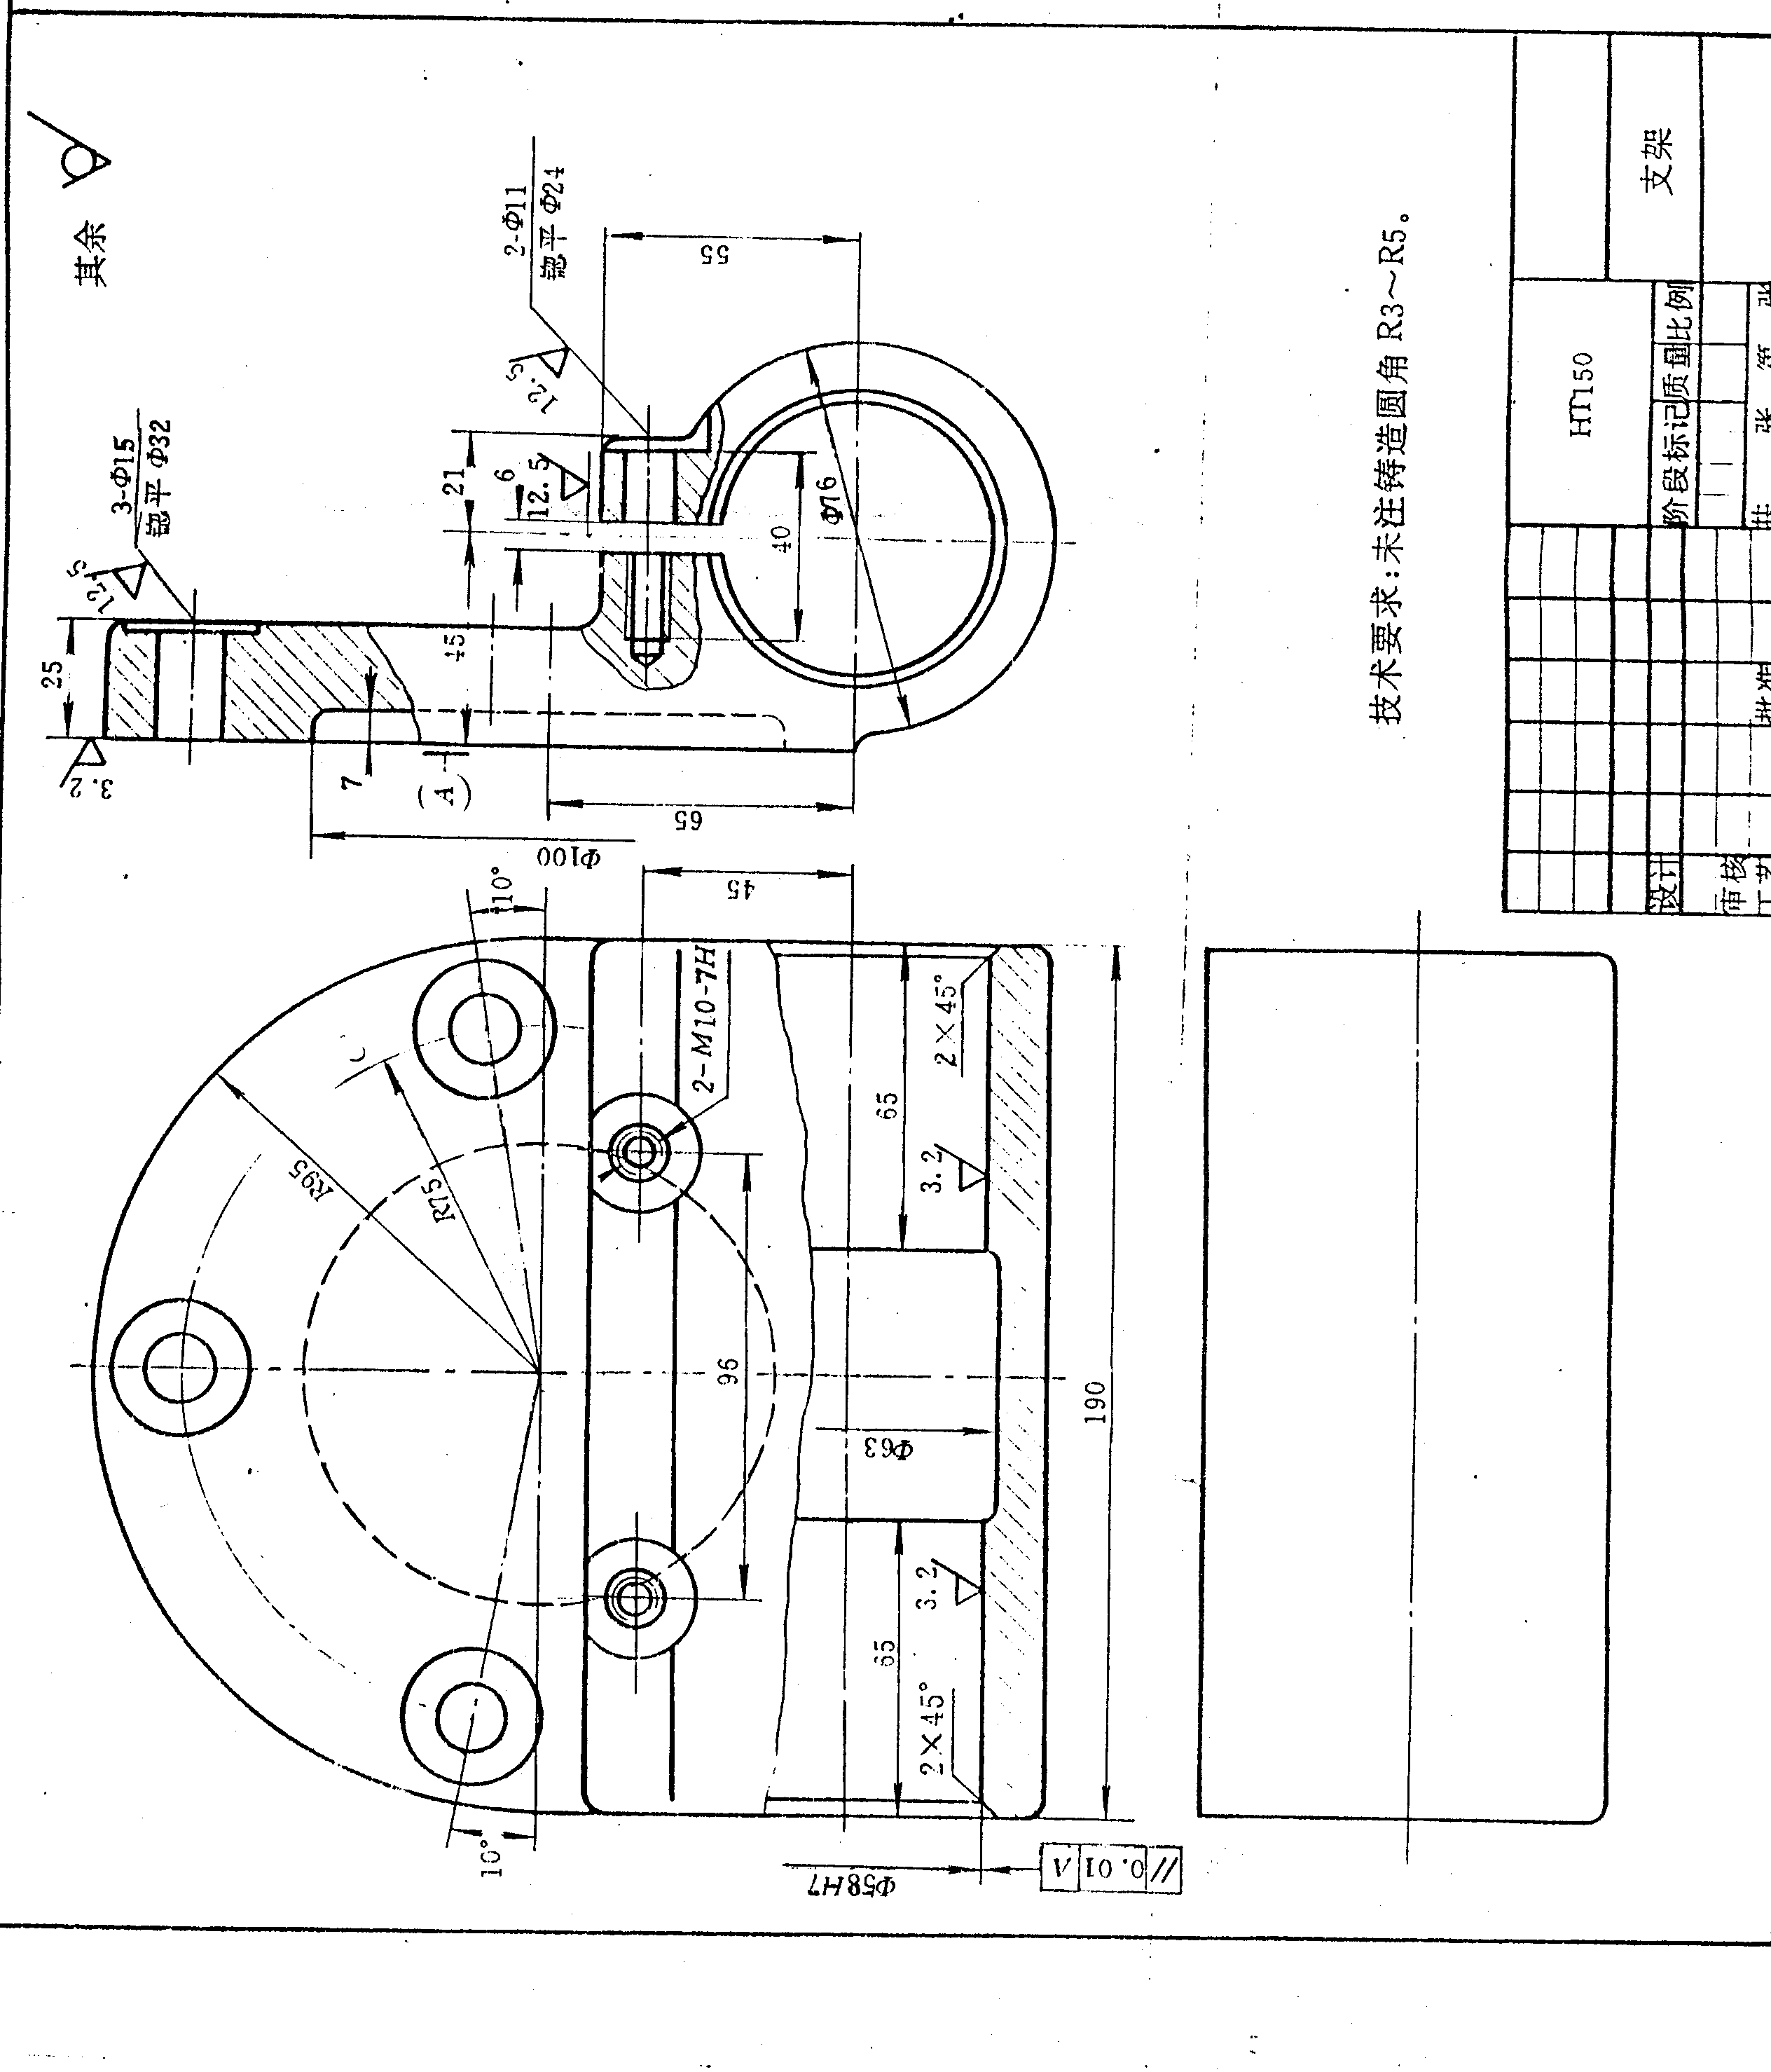 其余
3-Φ15
锪平 Φ32
12.5
25
3.2
7
(A)
Φ100
65
45
21
6
12.5
2-Φ11
锪平 Φ24
12.5
55
40
Φ76
10°
R95
R75
45
2-M10-7H
96
65
2×45°
3.2
Φ63
190
65
2×45°
3.2
10°
Φ58H7
// 0.01 A
技术要求:未注铸造圆角 R3~R5。
HT150
支架
阶段标记 质量 比例
设计
审核
批准
张 第 张